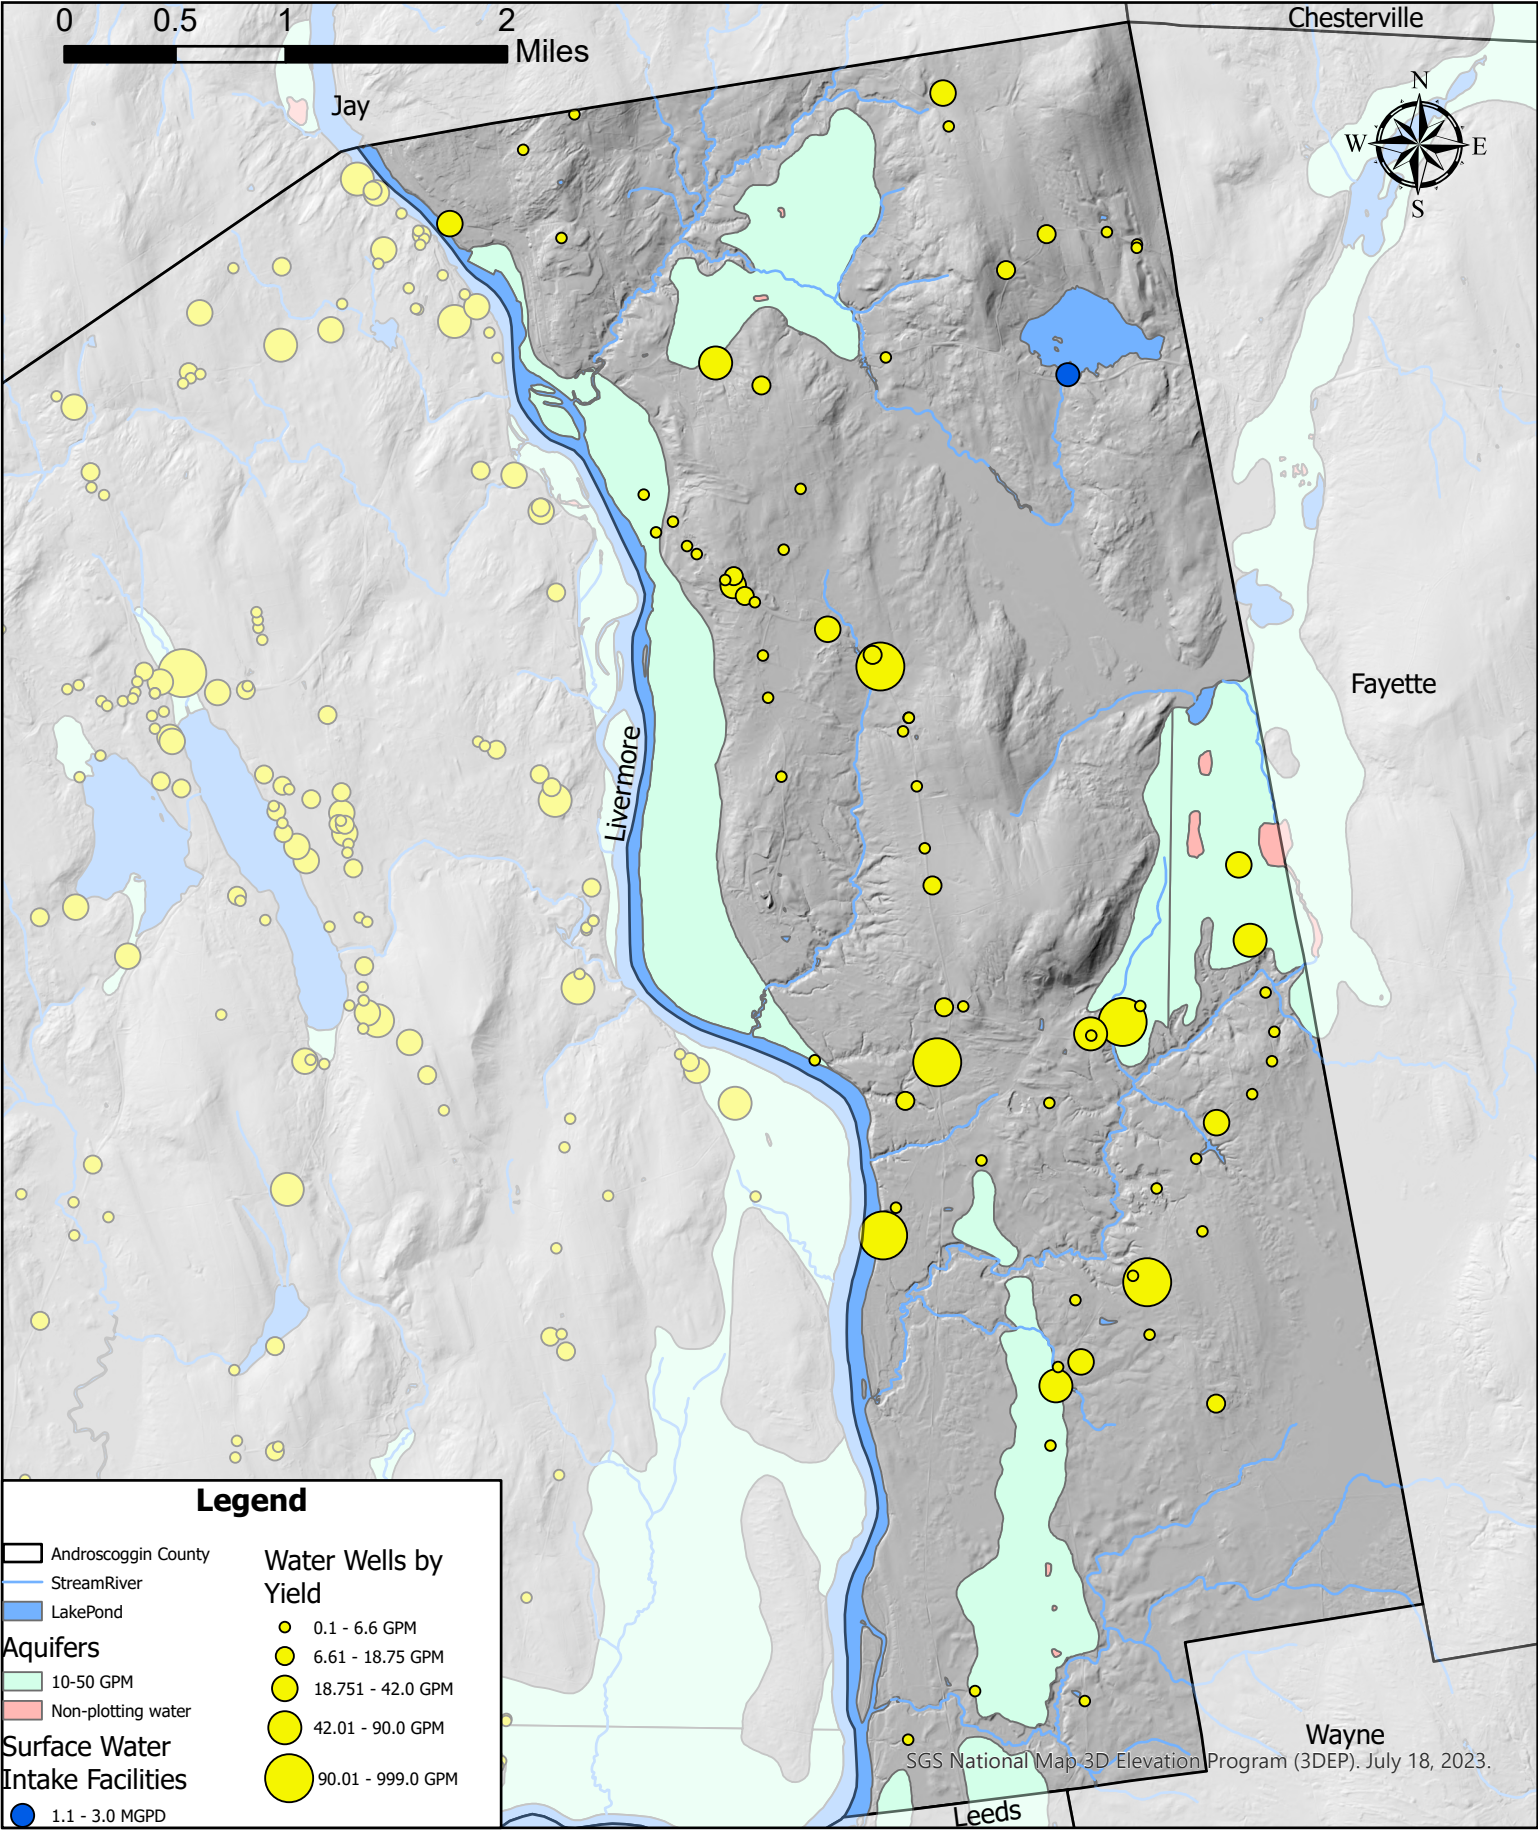 0 0.5 1 2
Miles
Chesterville
Jay
N
W E
S
Fayette
Livermore
Legend
Androscoggin County
StreamRiver
LakePond
Aquifers
10-50 GPM
Non-plotting water
Surface Water
Intake Facilities
1.1 - 3.0 MGPD
Water Wells by
Yield
0.1 - 6.6 GPM
6.61 - 18.75 GPM
18.751 - 42.0 GPM
42.01 - 90.0 GPM
90.01 - 999.0 GPM
Wayne
SGS National Map 3D Elevation Program (3DEP). July 18, 2023.
Leeds